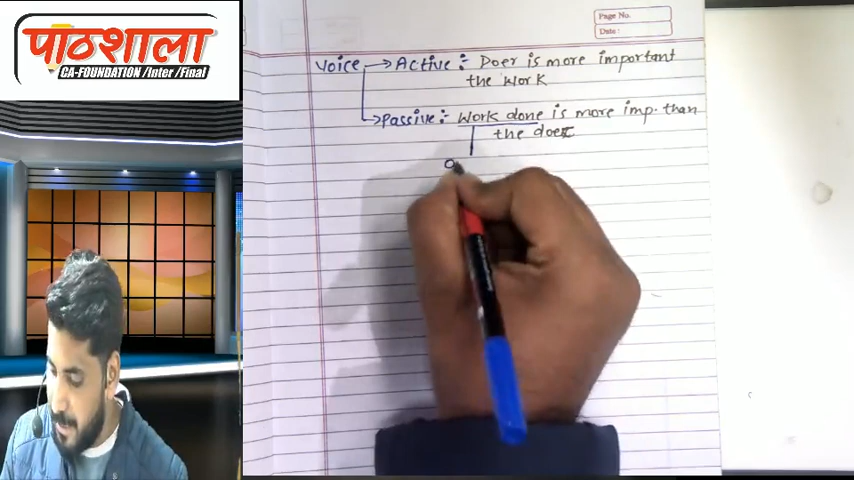 पाठशाला
CA-FOUNDATION/Inter/Final
Page No.
Date:
Voice → Active :- Doer is more important
the work
→ Passive :- Work done is more imp. than
the doer